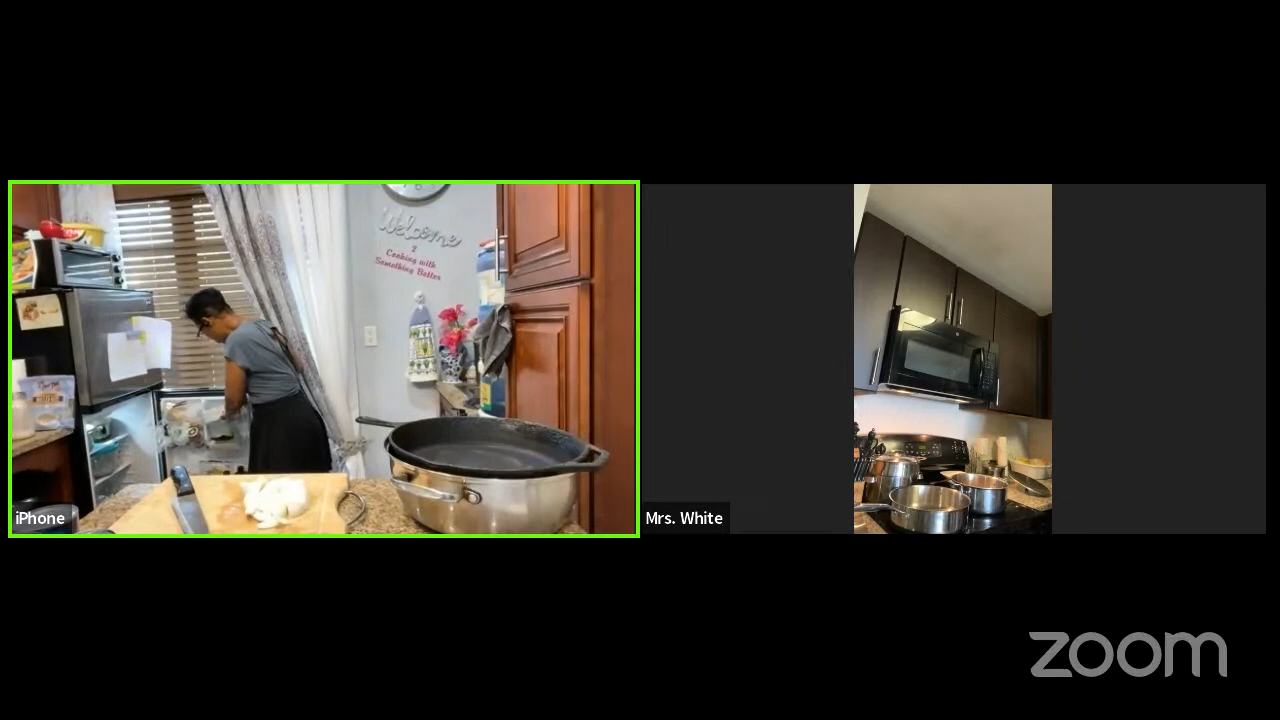 Welcome
2
Cooking with
Something Better
iPhone
Mrs. White
zoom